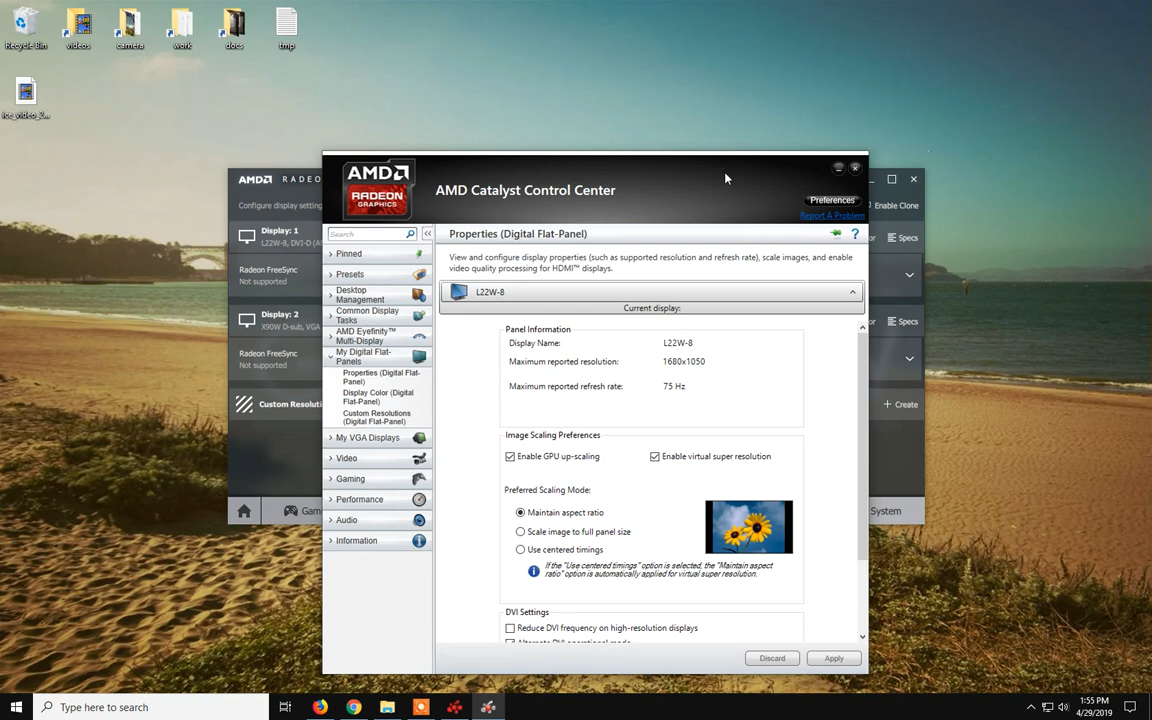 Recycle Bin
videos
camera
work
docs
tmp
ice_video_2...
AMD RADE
Configure display setting
Enable Clone
Display: 1
L22W-8, DVI-D (A
or
Specs
Radeon FreeSync
Not supported
Display: 2
X90W D-sub, VGA
or
Specs
Radeon FreeSync
Not supported
Custom Resoluti
Create
Gam
System
AMD
RADEON
GRAPHICS
AMD Catalyst Control Center
Preferences
Report A Problem
Search
Pinned
Presets
Desktop
Management
Common Display
Tasks
AMD Eyefinity™
Multi-Display
My Digital Flat-
Panels
Properties (Digital Flat-
Panel)
Display Color (Digital
Flat-Panel)
Custom Resolutions
(Digital Flat-Panel)
My VGA Displays
Video
Gaming
Performance
Audio
Information
Properties (Digital Flat-Panel)
View and configure display properties (such as supported resolution and refresh rate), scale images, and enable
video quality processing for HDMI™ displays.
L22W-8
Current display:
Panel Information
Display Name: L22W-8
Maximum reported resolution: 1680x1050
Maximum reported refresh rate: 75 Hz
Image Scaling Preferences
Enable GPU up-scaling
Enable virtual super resolution
Preferred Scaling Mode:
Maintain aspect ratio
Scale image to full panel size
Use centered timings
If the "Use centered timings" option is selected, the "Maintain aspect
ratio" option is automatically applied for virtual super resolution.
DVI Settings
Reduce DVI frequency on high-resolution displays
Alternate DVI operational mode
Discard
Apply
Type here to search
1:55 PM
4/29/2019